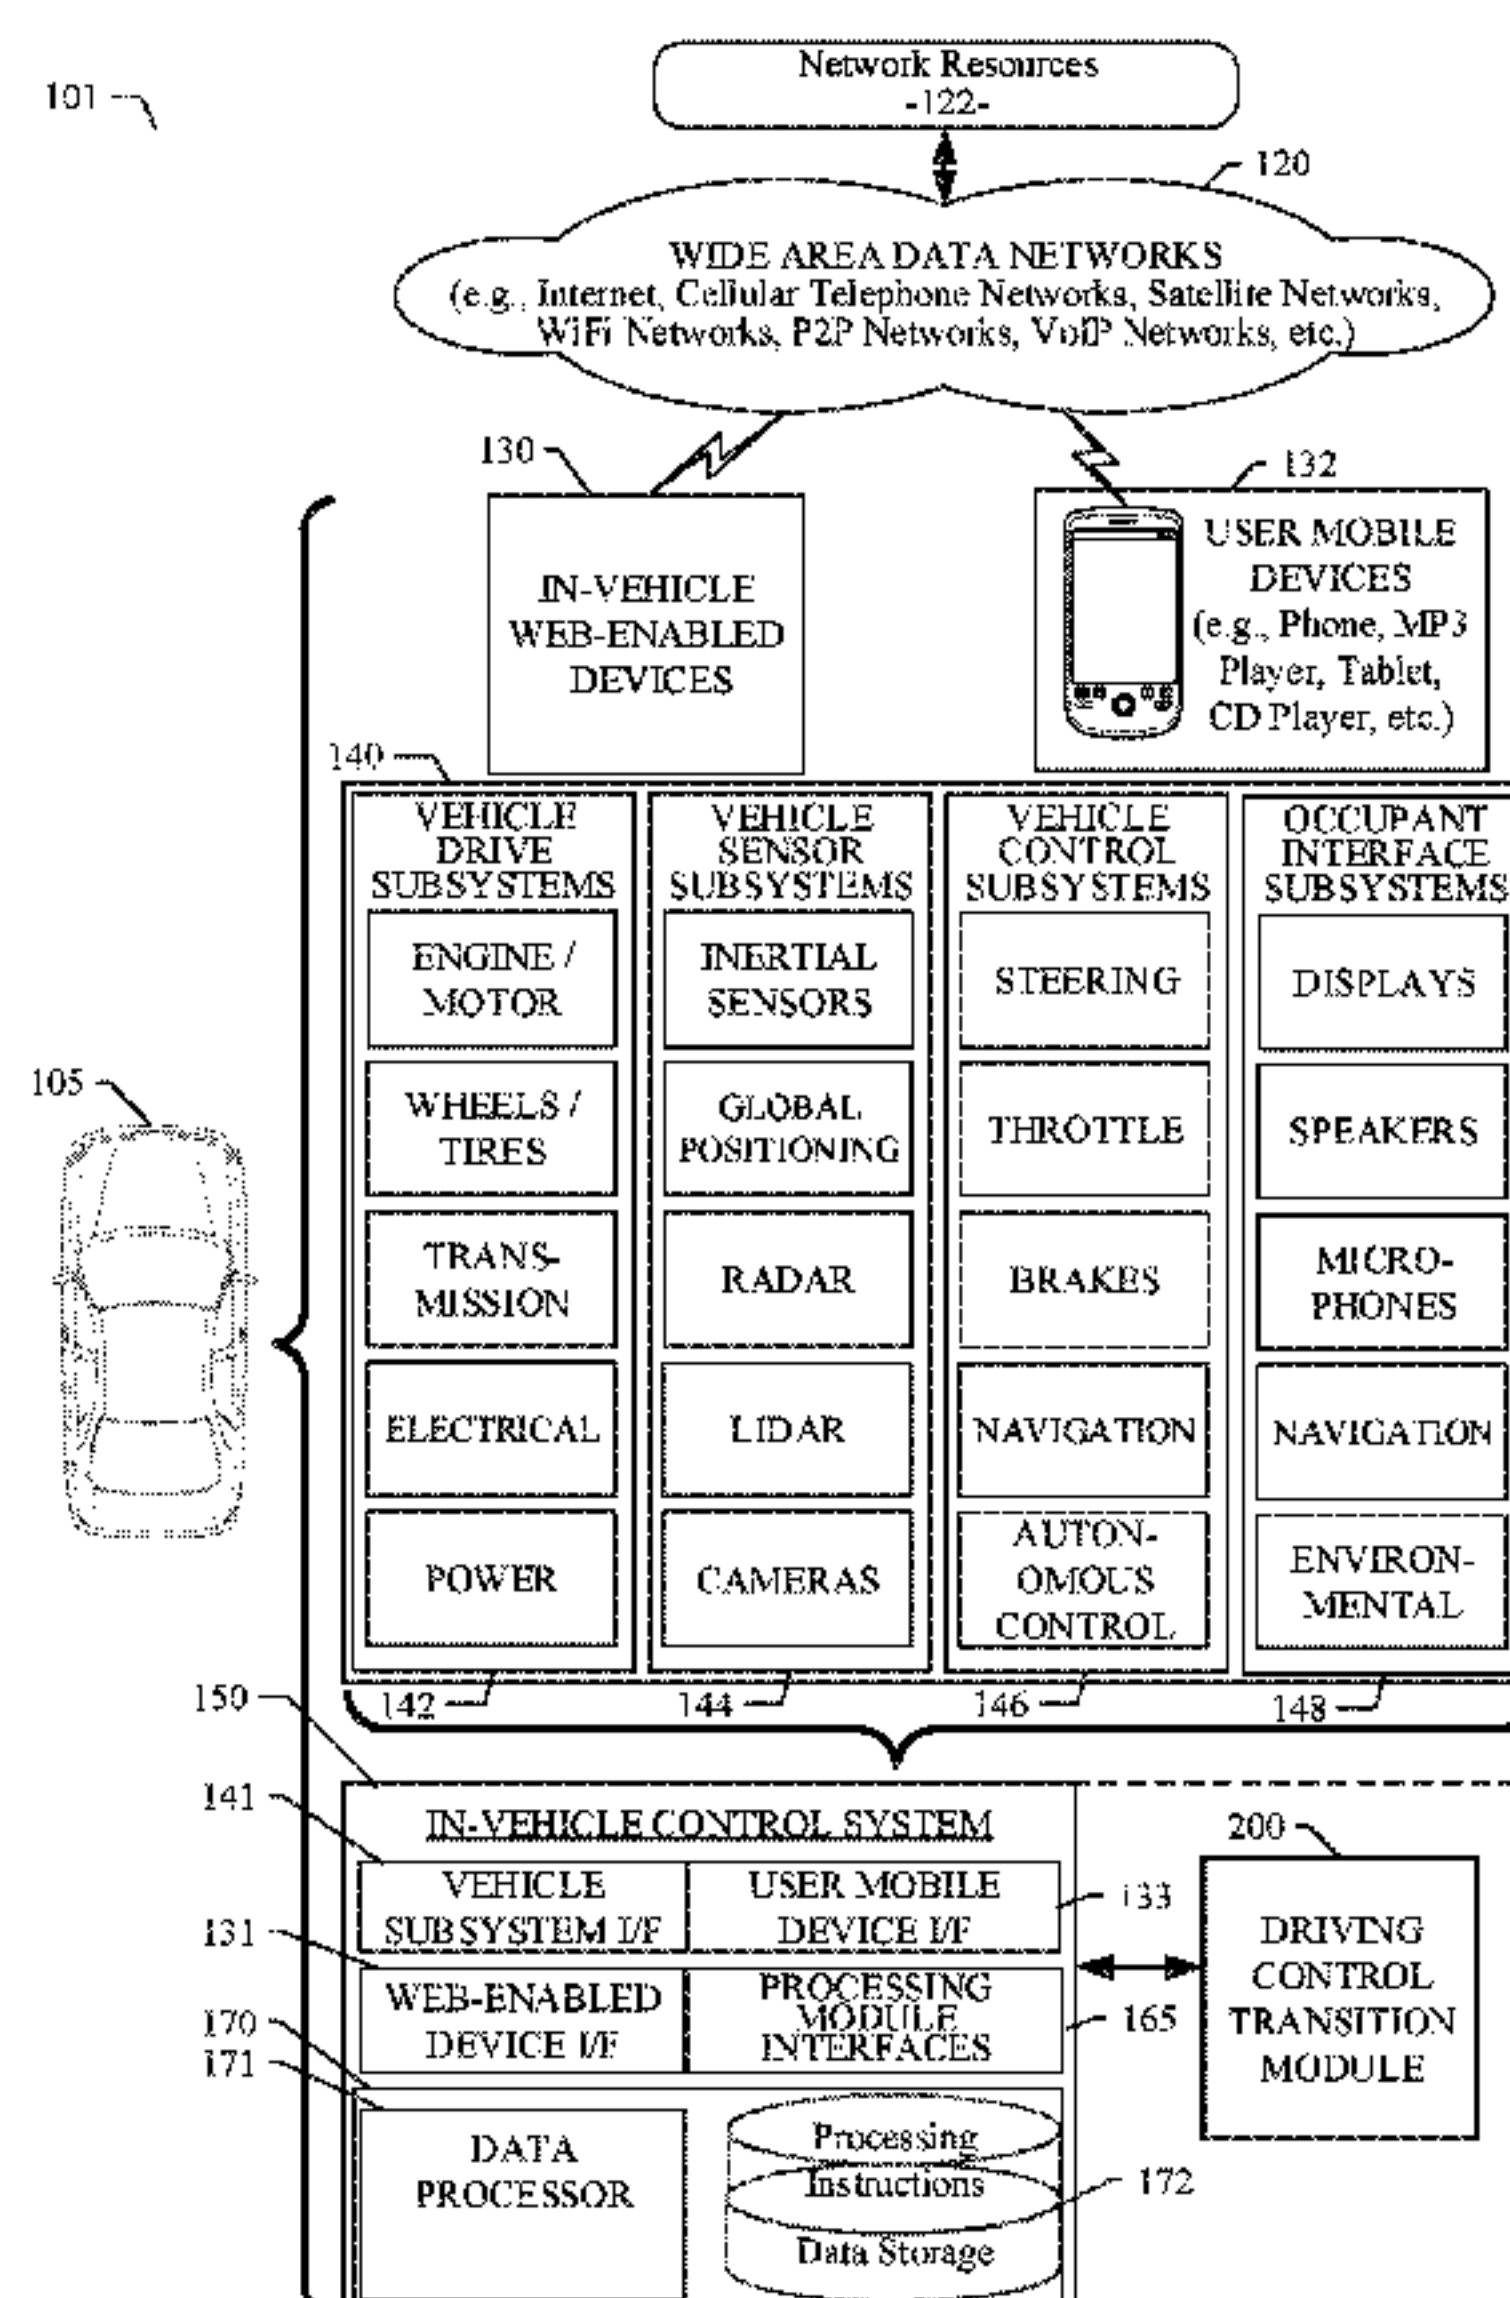 101
Network Resources
-122-
120
WIDE AREA DATA NETWORKS
(e.g., Internet, Cellular Telephone Networks, Satellite Networks,
WiFi Networks, P2P Networks, VoIP Networks, etc.)
130
132
IN-VEHICLE
WEB-ENABLED
DEVICES
USER MOBILE
DEVICES
(e.g., Phone, MP3
Player, Tablet,
CD Player, etc.)
140
VEHICLE
DRIVE
SUBSYSTEMS
ENGINE /
MOTOR
WHEELS /
TIRES
TRANS-
MISSION
ELECTRICAL
POWER
142
VEHICLE
SENSOR
SUBSYSTEMS
INERTIAL
SENSORS
GLOBAL
POSITIONING
RADAR
LIDAR
CAMERAS
144
VEHICLE
CONTROL
SUBSYSTEMS
STEERING
THROTTLE
BRAKES
NAVIGATION
AUTON-
OMOUS
CONTROL
146
OCCUPANT
INTERFACE
SUBSYSTEMS
DISPLAYS
SPEAKERS
MICRO-
PHONES
NAVIGATION
ENVIRON-
MENTAL
148
105
150
IN-VEHICLE CONTROL SYSTEM
141
VEHICLE
SUBSYSTEM I/F
USER MOBILE
DEVICE I/F
133
131
WEB-ENABLED
DEVICE I/F
PROCESSING
MODULE
INTERFACES
165
170
171
DATA
PROCESSOR
Processing
Instructions
Data Storage
172
200
DRIVING
CONTROL
TRANSITION
MODULE